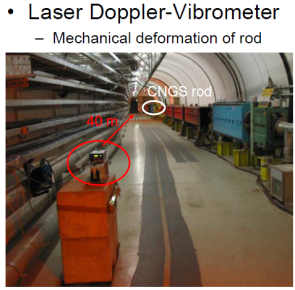 • Laser Doppler-Vibrometer
– Mechanical deformation of rod
CNGS rod
40 m